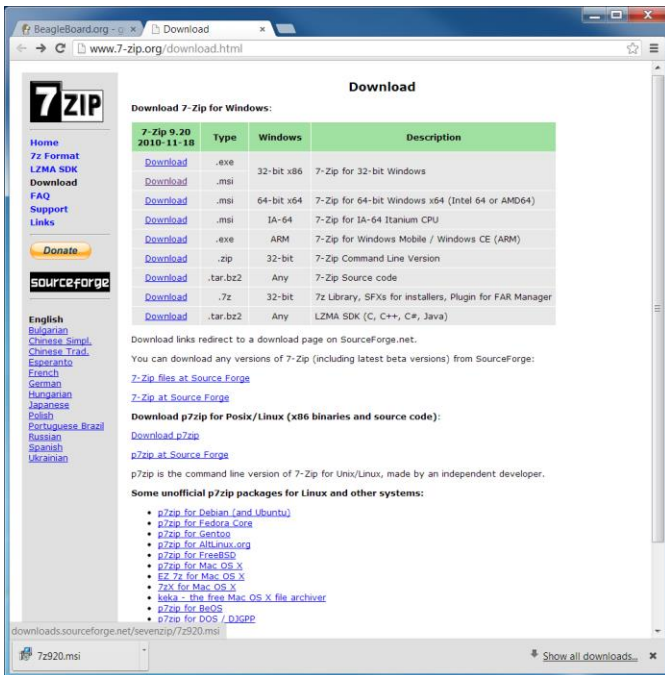 BeagleBoard.org - g
Download
www.7-zip.org/download.html
7 ZIP
Home
7z Format
LZMA SDK
Download
FAQ
Support
Links
Donate
sourceforge
English
Bulgarian
Chinese Simpl.
Chinese Trad.
Esperanto
French
German
Hungarian
Japanese
Polish
Portuguese Brazil
Russian
Spanish
Ukrainian
Download
Download 7-Zip for Windows:
7-Zip 9.20 2010-11-18 Type Windows Description
Download .exe 32-bit x86 7-Zip for 32-bit Windows
Download .msi
Download .msi 64-bit x64 7-Zip for 64-bit Windows x64 (Intel 64 or AMD64)
Download .msi IA-64 7-Zip for IA-64 Itanium CPU
Download .exe ARM 7-Zip for Windows Mobile / Windows CE (ARM)
Download .zip 32-bit 7-Zip Command Line Version
Download .tar.bz2 Any 7-Zip Source code
Download .7z 32-bit 7z Library, SFXs for installers, Plugin for FAR Manager
Download .tar.bz2 Any LZMA SDK (C, C++, C#, Java)
Download links redirect to a download page on SourceForge.net.
You can download any versions of 7-Zip (including latest beta versions) from SourceForge:
7-Zip files at Source Forge
7-Zip at Source Forge
Download p7zip for Posix/Linux (x86 binaries and source code):
Download p7zip
p7zip at Source Forge
p7zip is the command line version of 7-Zip for Unix/Linux, made by an independent developer.
Some unofficial p7zip packages for Linux and other systems:
p7zip for Debian (and Ubuntu)
p7zip for Fedora Core
p7zip for Gentoo
p7zip for AltLinux.org
p7zip for FreeBSD
p7zip for Mac OS X
EZ 7z for Mac OS X
7zX for Mac OS X
keka - the free Mac OS X file archiver
p7zip for BeOS
p7zip for DOS / DJGPP
downloads.sourceforge.net/sevenzip/7z920.msi
7z920.msi
Show all downloads...